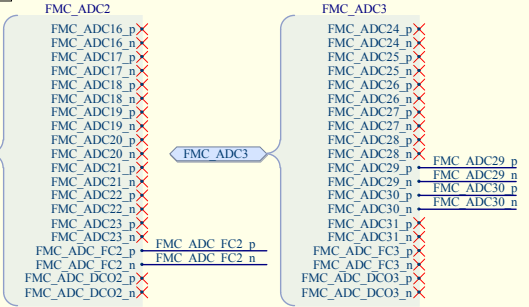 FMC_ADC2
FMC_ADC16_p
FMC_ADC16_n
FMC_ADC17_p
FMC_ADC17_n
FMC_ADC18_p
FMC_ADC18_n
FMC_ADC19_p
FMC_ADC19_n
FMC_ADC20_p
FMC_ADC20_n
FMC_ADC21_p
FMC_ADC21_n
FMC_ADC22_p
FMC_ADC22_n
FMC_ADC23_p
FMC_ADC23_n
FMC_ADC_FC2_p FMC_ADC_FC2_p
FMC_ADC_FC2_n FMC_ADC_FC2_n
FMC_ADC_DCO2_p
FMC_ADC_DCO2_n
FMC_ADC3
FMC_ADC3
FMC_ADC24_p
FMC_ADC24_n
FMC_ADC25_p
FMC_ADC25_n
FMC_ADC26_p
FMC_ADC26_n
FMC_ADC27_p
FMC_ADC27_n
FMC_ADC28_p
FMC_ADC28_n
FMC_ADC29_p FMC_ADC29_p
FMC_ADC29_n FMC_ADC29_n
FMC_ADC30_p FMC_ADC30_p
FMC_ADC30_n FMC_ADC30_n
FMC_ADC31_p
FMC_ADC31_n
FMC_ADC_FC3_p
FMC_ADC_FC3_n
FMC_ADC_DCO3_p
FMC_ADC_DCO3_n